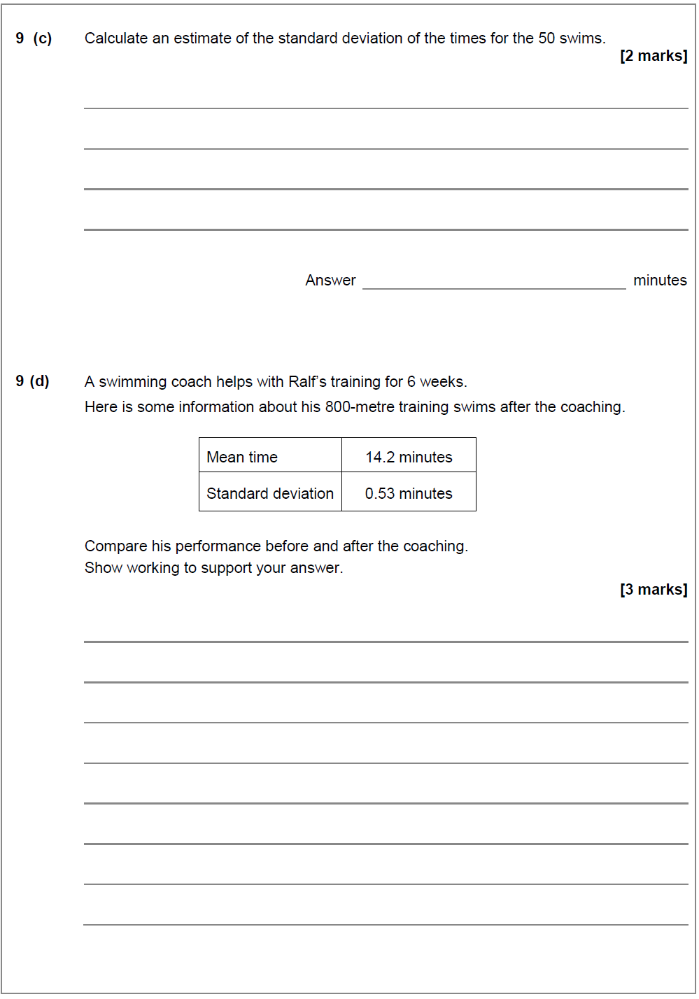 9 (c) Calculate an estimate of the standard deviation of the times for the 50 swims.
[2 marks]
Answer minutes
9 (d) A swimming coach helps with Ralf's training for 6 weeks.
Here is some information about his 800-metre training swims after the coaching.
Mean time 14.2 minutes
Standard deviation 0.53 minutes
Compare his performance before and after the coaching.
Show working to support your answer.
[3 marks]